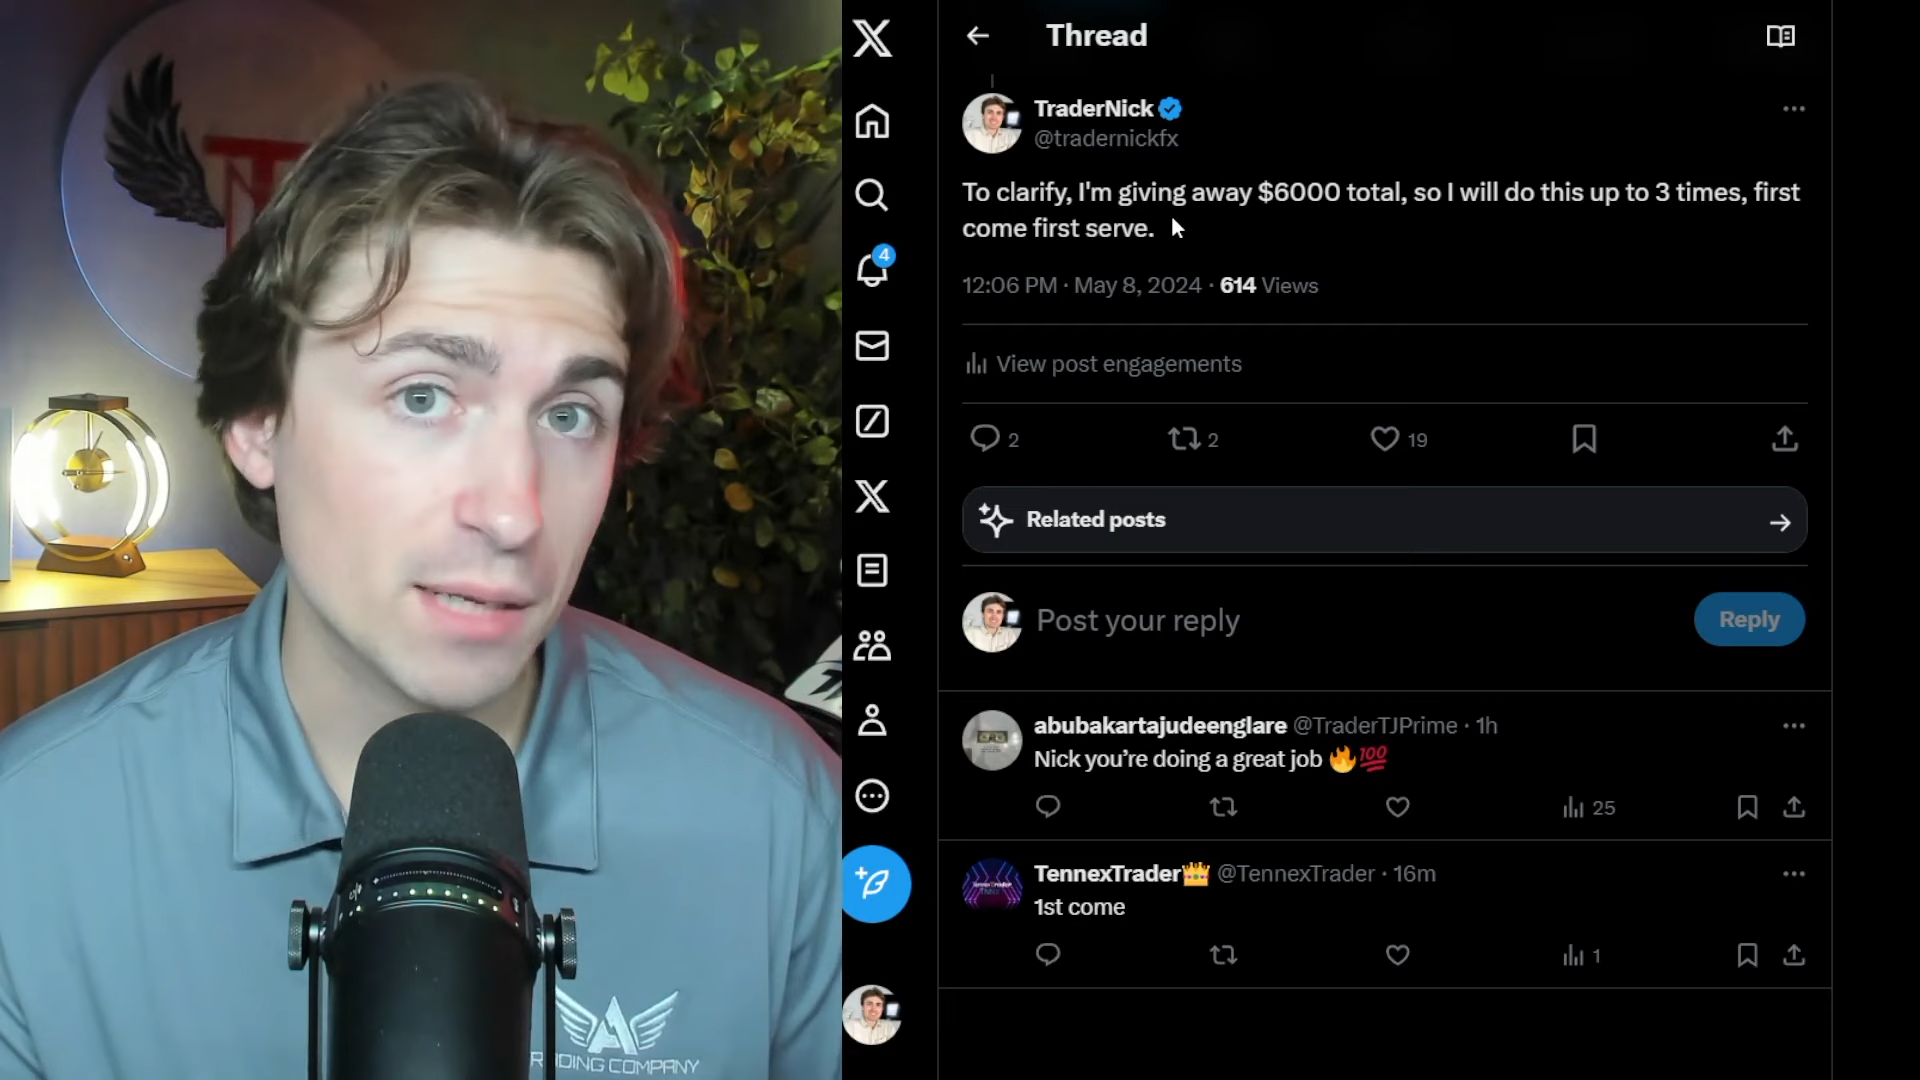 Thread
TraderNick
@tradernickfx
To clarify, I'm giving away $6000 total, so I will do this up to 3 times, first
come first serve.
12:06 PM · May 8, 2024 · 614 Views
View post engagements
2 2 19
Related posts
Post your reply
Reply
abubakartajudeenglare @TraderTJPrime · 1h
Nick you’re doing a great job 🔥💯
25
TennexTrader👑 @TennexTrader · 16m
1st come
1
4
TRADING COMPANY